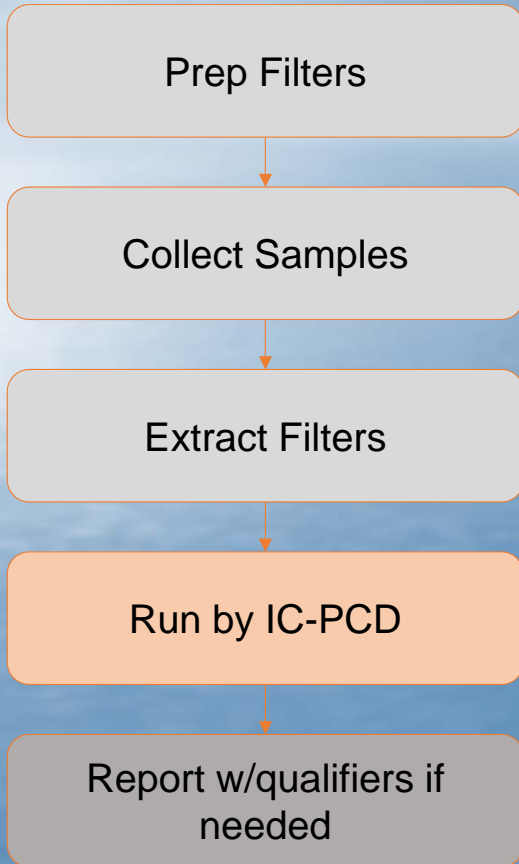 Prep Filters
Collect Samples
Extract Filters
Run by IC-PCD
Report w/qualifiers if
needed